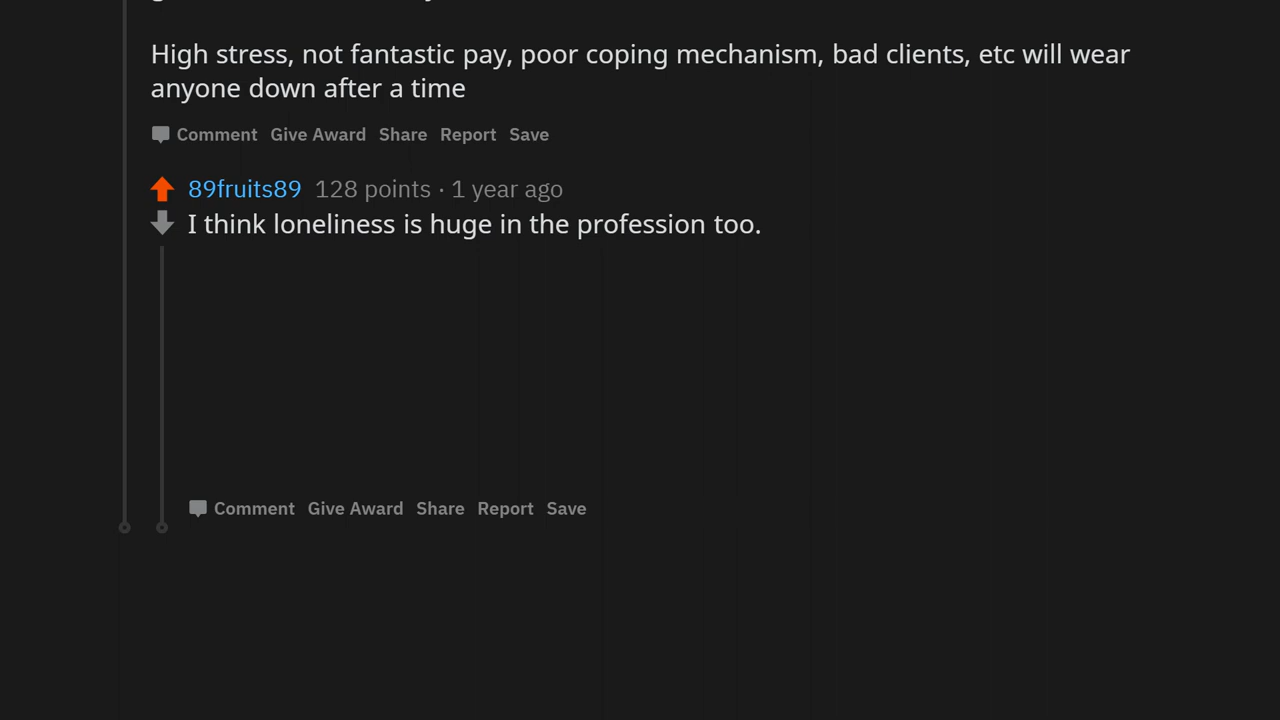 High stress, not fantastic pay, poor coping mechanism, bad clients, etc will wear
anyone down after a time
Comment Give Award Share Report Save
89fruits89 128 points · 1 year ago
I think loneliness is huge in the profession too.
Comment Give Award Share Report Save